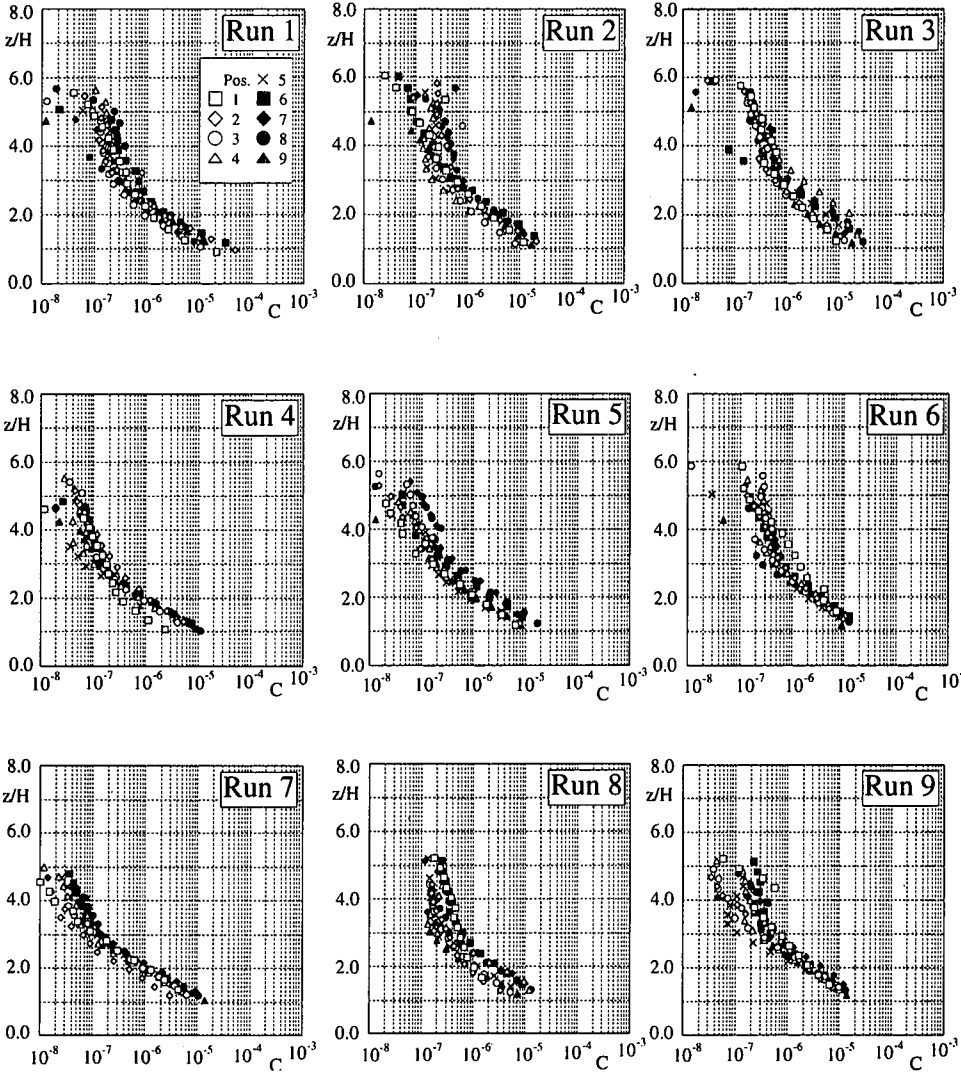 8.0
z/H
6.0
4.0
2.0
0.0
Run 1
Pos. × 5
□ 1 ■ 6
◇ 2 ◆ 7
○ 3 ● 8
△ 4 ▲ 9
10⁻⁸ 10⁻⁷ 10⁻⁶ 10⁻⁵ 10⁻⁴ 10⁻³
C
8.0
z/H
6.0
4.0
2.0
0.0
Run 2
10⁻⁸ 10⁻⁷ 10⁻⁶ 10⁻⁵ 10⁻⁴ 10⁻³
C
8.0
z/H
6.0
4.0
2.0
0.0
Run 3
10⁻⁸ 10⁻⁷ 10⁻⁶ 10⁻⁵ 10⁻⁴ 10⁻³
C
8.0
z/H
6.0
4.0
2.0
0.0
Run 4
10⁻⁸ 10⁻⁷ 10⁻⁶ 10⁻⁵ 10⁻⁴ 10⁻³
C
8.0
z/H
6.0
4.0
2.0
0.0
Run 5
10⁻⁸ 10⁻⁷ 10⁻⁶ 10⁻⁵ 10⁻⁴ 10⁻³
C
8.0
z/H
6.0
4.0
2.0
0.0
Run 6
10⁻⁸ 10⁻⁷ 10⁻⁶ 10⁻⁵ 10⁻⁴
C
8.0
z/H
6.0
4.0
2.0
0.0
Run 7
10⁻⁸ 10⁻⁷ 10⁻⁶ 10⁻⁵ 10⁻⁴ 10⁻³
C
8.0
z/H
6.0
4.0
2.0
0.0
Run 8
10⁻⁸ 10⁻⁷ 10⁻⁶ 10⁻⁵ 10⁻⁴ 10⁻³
C
8.0
z/H
6.0
4.0
2.0
0.0
Run 9
10⁻⁸ 10⁻⁷ 10⁻⁶ 10⁻⁵ 10⁻⁴ 10⁻³
C